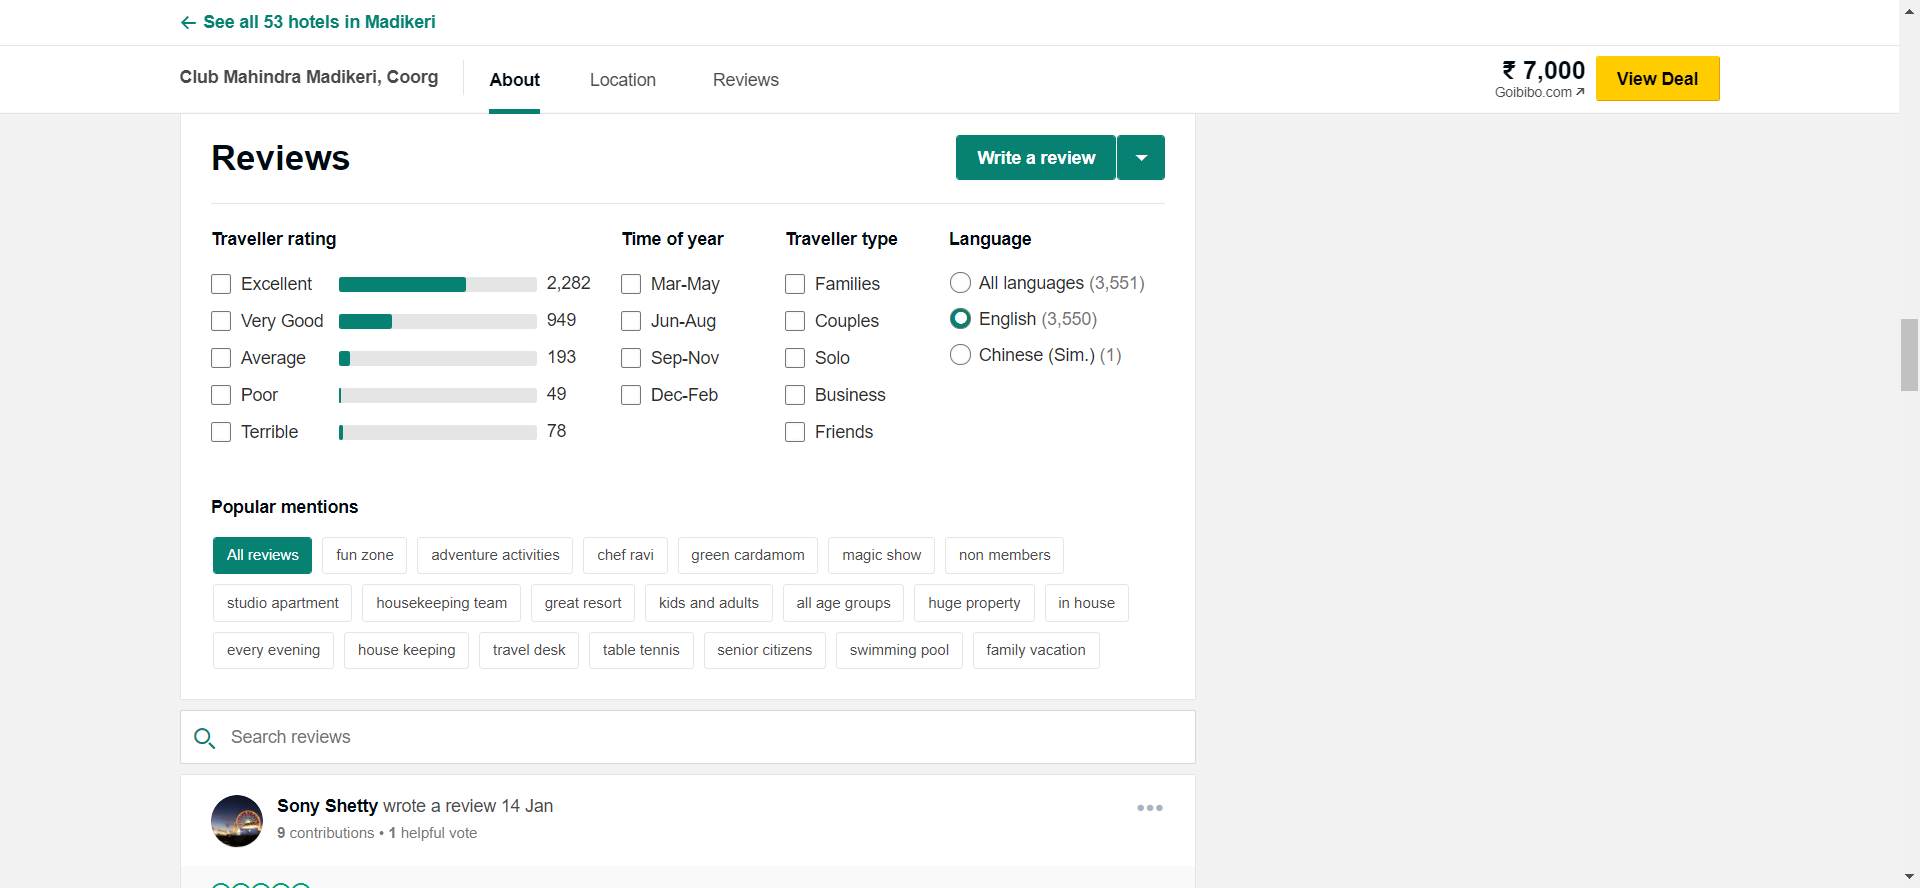 See all 53 hotels in Madikeri
Club Mahindra Madikeri, Coorg
About
Location
Reviews
₹ 7,000
Goibibo.com
View Deal
Reviews
Write a review
Traveller rating
Excellent 2,282
Very Good 949
Average 193
Poor 49
Terrible 78
Time of year
Mar-May
Jun-Aug
Sep-Nov
Dec-Feb
Traveller type
Families
Couples
Solo
Business
Friends
Language
All languages (3,551)
English (3,550)
Chinese (Sim.) (1)
Popular mentions
All reviews fun zone adventure activities chef ravi green cardamom magic show non members
studio apartment housekeeping team great resort kids and adults all age groups huge property in house
every evening house keeping travel desk table tennis senior citizens swimming pool family vacation
Search reviews
Sony Shetty wrote a review 14 Jan
9 contributions • 1 helpful vote